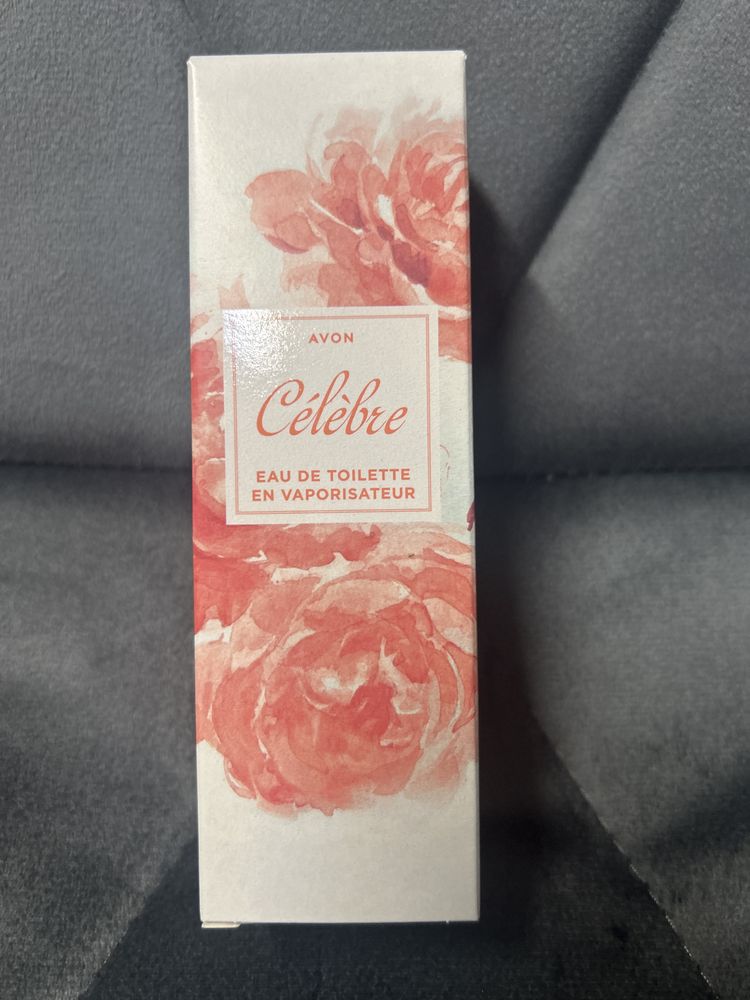 AVON
Célèbre
EAU DE TOILETTE
EN VAPORISATEUR